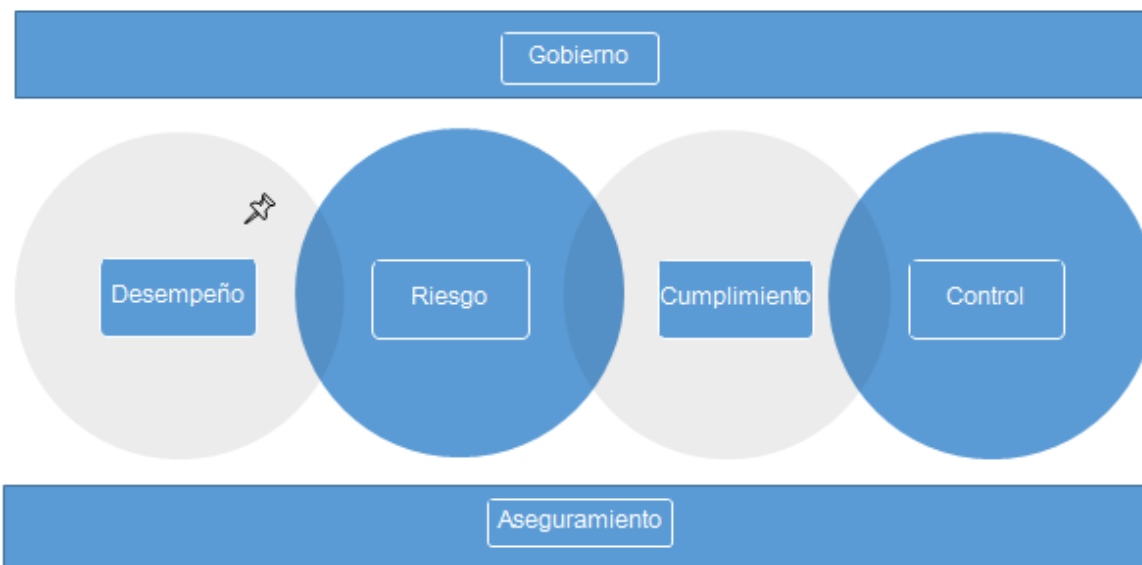 Gobierno
Desempeño
Riesgo
Cumplimiento
Control
Aseguramiento